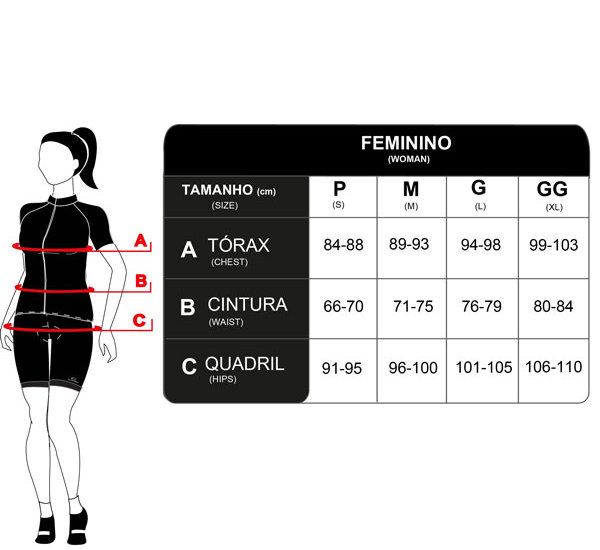 FEMININO
(WOMAN)
TAMANHO (cm) P M G GG
(SIZE) (S) (M) (L) (XL)
A TÓRAX 84-88 89-93 94-98 99-103
(CHEST)
B CINTURA 66-70 71-75 76-79 80-84
(WAIST)
C QUADRIL 91-95 96-100 101-105 106-110
(HIPS)
A
B
C